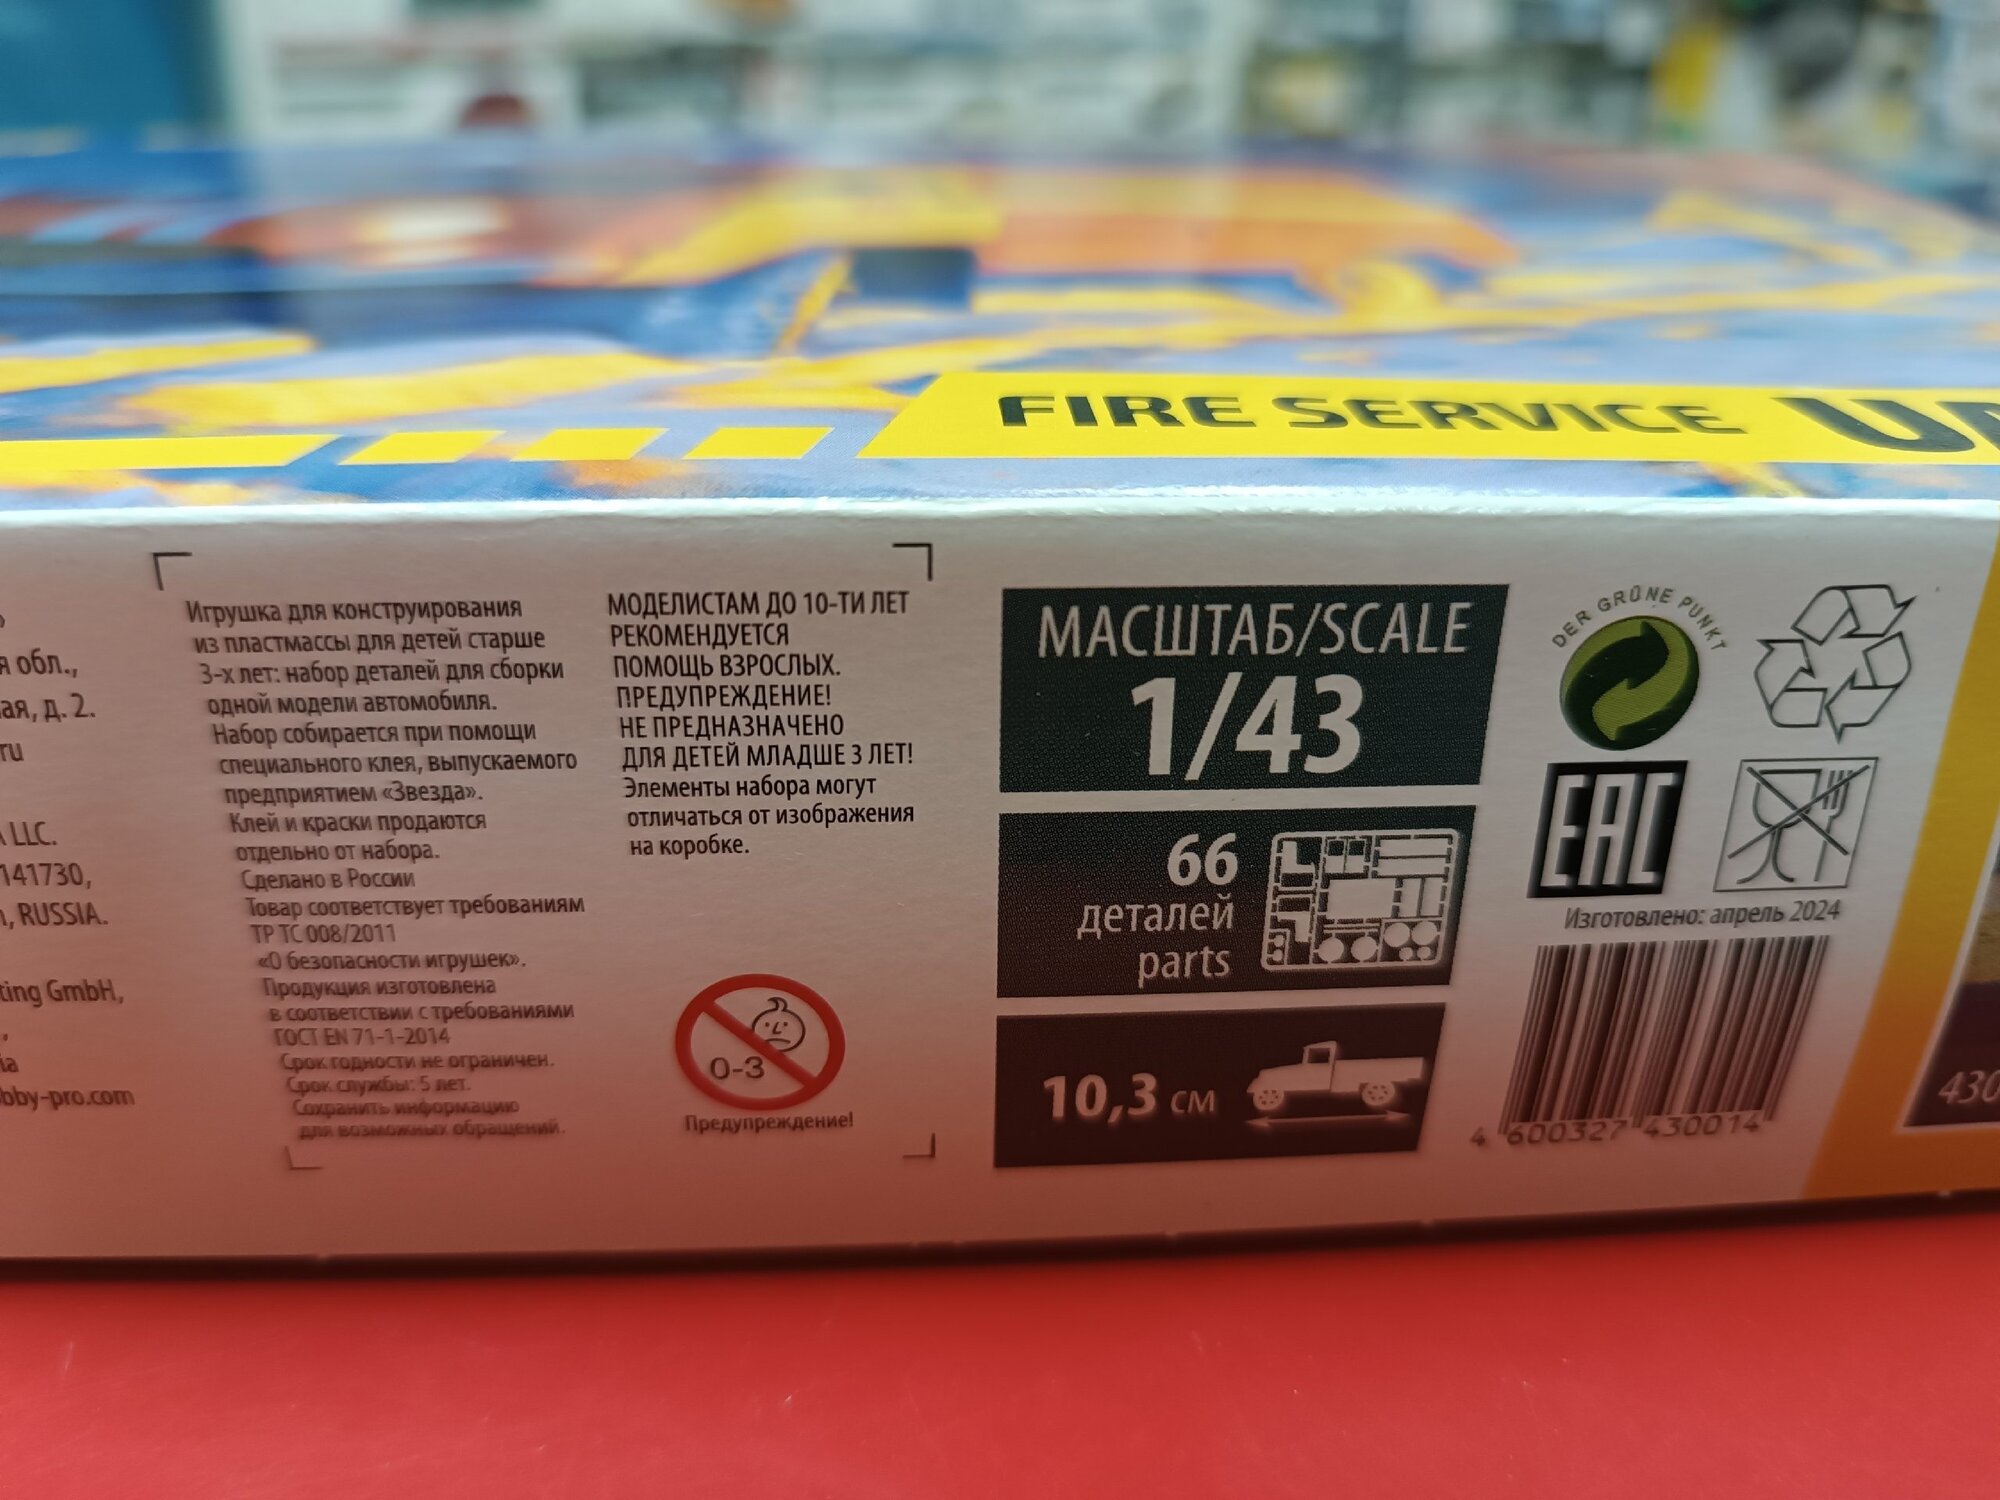 FIRE SERVICE
я обл.,
ая, д. 2.
ru
LLC.
141730,
RUSSIA.
ting GmbH,
bby-pro.com
Игрушка для конструирования
из пластмассы для детей старше
3-х лет: набор деталей для сборки
одной модели автомобиля.
Набор собирается при помощи
специального клея, выпускаемого
предприятием «Звезда».
Клей и краски продаются
отдельно от набора.
Сделано в России
Товар соответствует требованиям
ТР ТС 008/2011
«О безопасности игрушек».
Продукция изготовлена
в соответствии с требованиями
ГОСТ EN 71-1-2014
Срок годности не ограничен.
Срок службы: 5 лет.
Сохранить информацию
для возможных обращений.
МОДЕЛИСТАМ ДО 10-ТИ ЛЕТ
РЕКОМЕНДУЕТСЯ
ПОМОЩЬ ВЗРОСЛЫХ.
ПРЕДУПРЕЖДЕНИЕ!
НЕ ПРЕДНАЗНАЧЕНО
ДЛЯ ДЕТЕЙ МЛАДШЕ 3 ЛЕТ!
Элементы набора могут
отличаться от изображения
на коробке.
0-3
Предупреждение!
МАСШТАБ/SCALE
1/43
66
деталей
parts
10,3 см
DER GRÜNE PUNKT
EAC
Изготовлено: апрель 2024
4 600327 430014
430